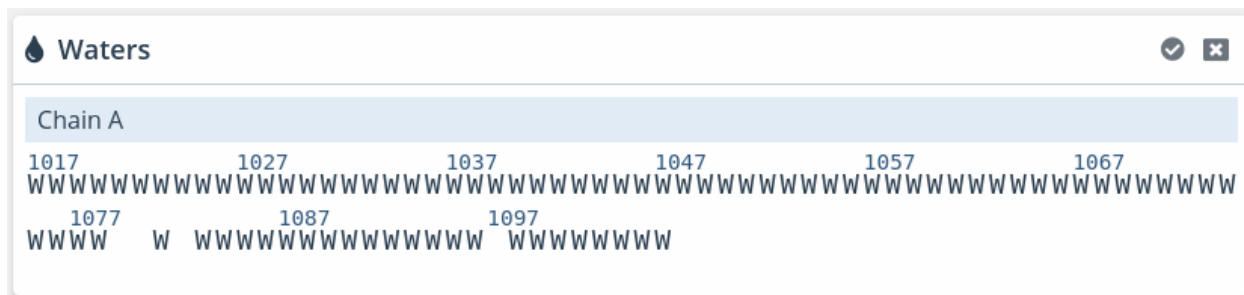 Waters
Chain A
1017 1027 1037 1047 1057 1067
WWWWWWWWWWWWWWWWWWWWWWWWWWWWWWWWWWWWWWWWWWWWWWWWWWWWWWWWWW
1077 1087 1097
WWWW  W WWWWWWWWWWWWWW WWWWWWWW